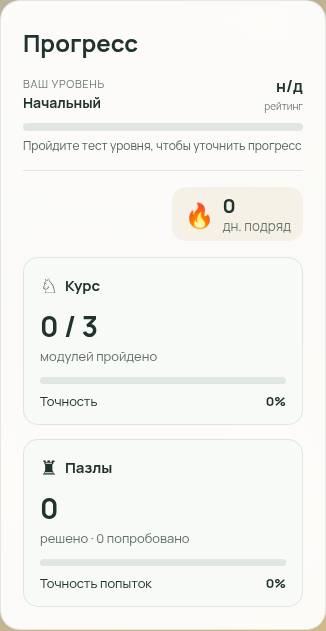 Прогресс
ВАШ УРОВЕНЬ
н/д
Начальный
рейтинг
Пройдите тест уровня, чтобы уточнить прогресс
0
дн. подряд
Курс
0 / 3
модулей пройдено
Точность 0%
Пазлы
0
решено · 0 попробовано
Точность попыток 0%